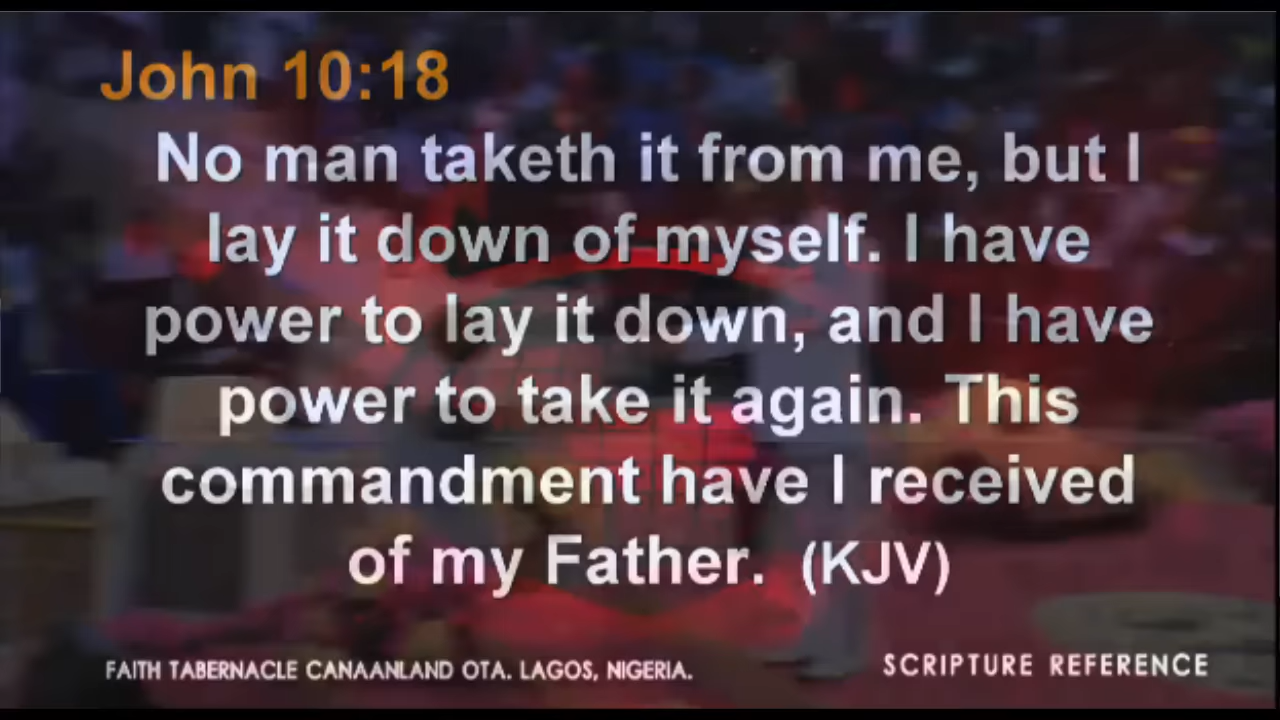 John 10:18
No man taketh it from me, but I
lay it down of myself. I have
power to lay it down, and I have
power to take it again. This
commandment have I received
of my Father. (KJV)
FAITH TABERNACLE CANAANLAND OTA. LAGOS, NIGERIA.
SCRIPTURE REFERENCE